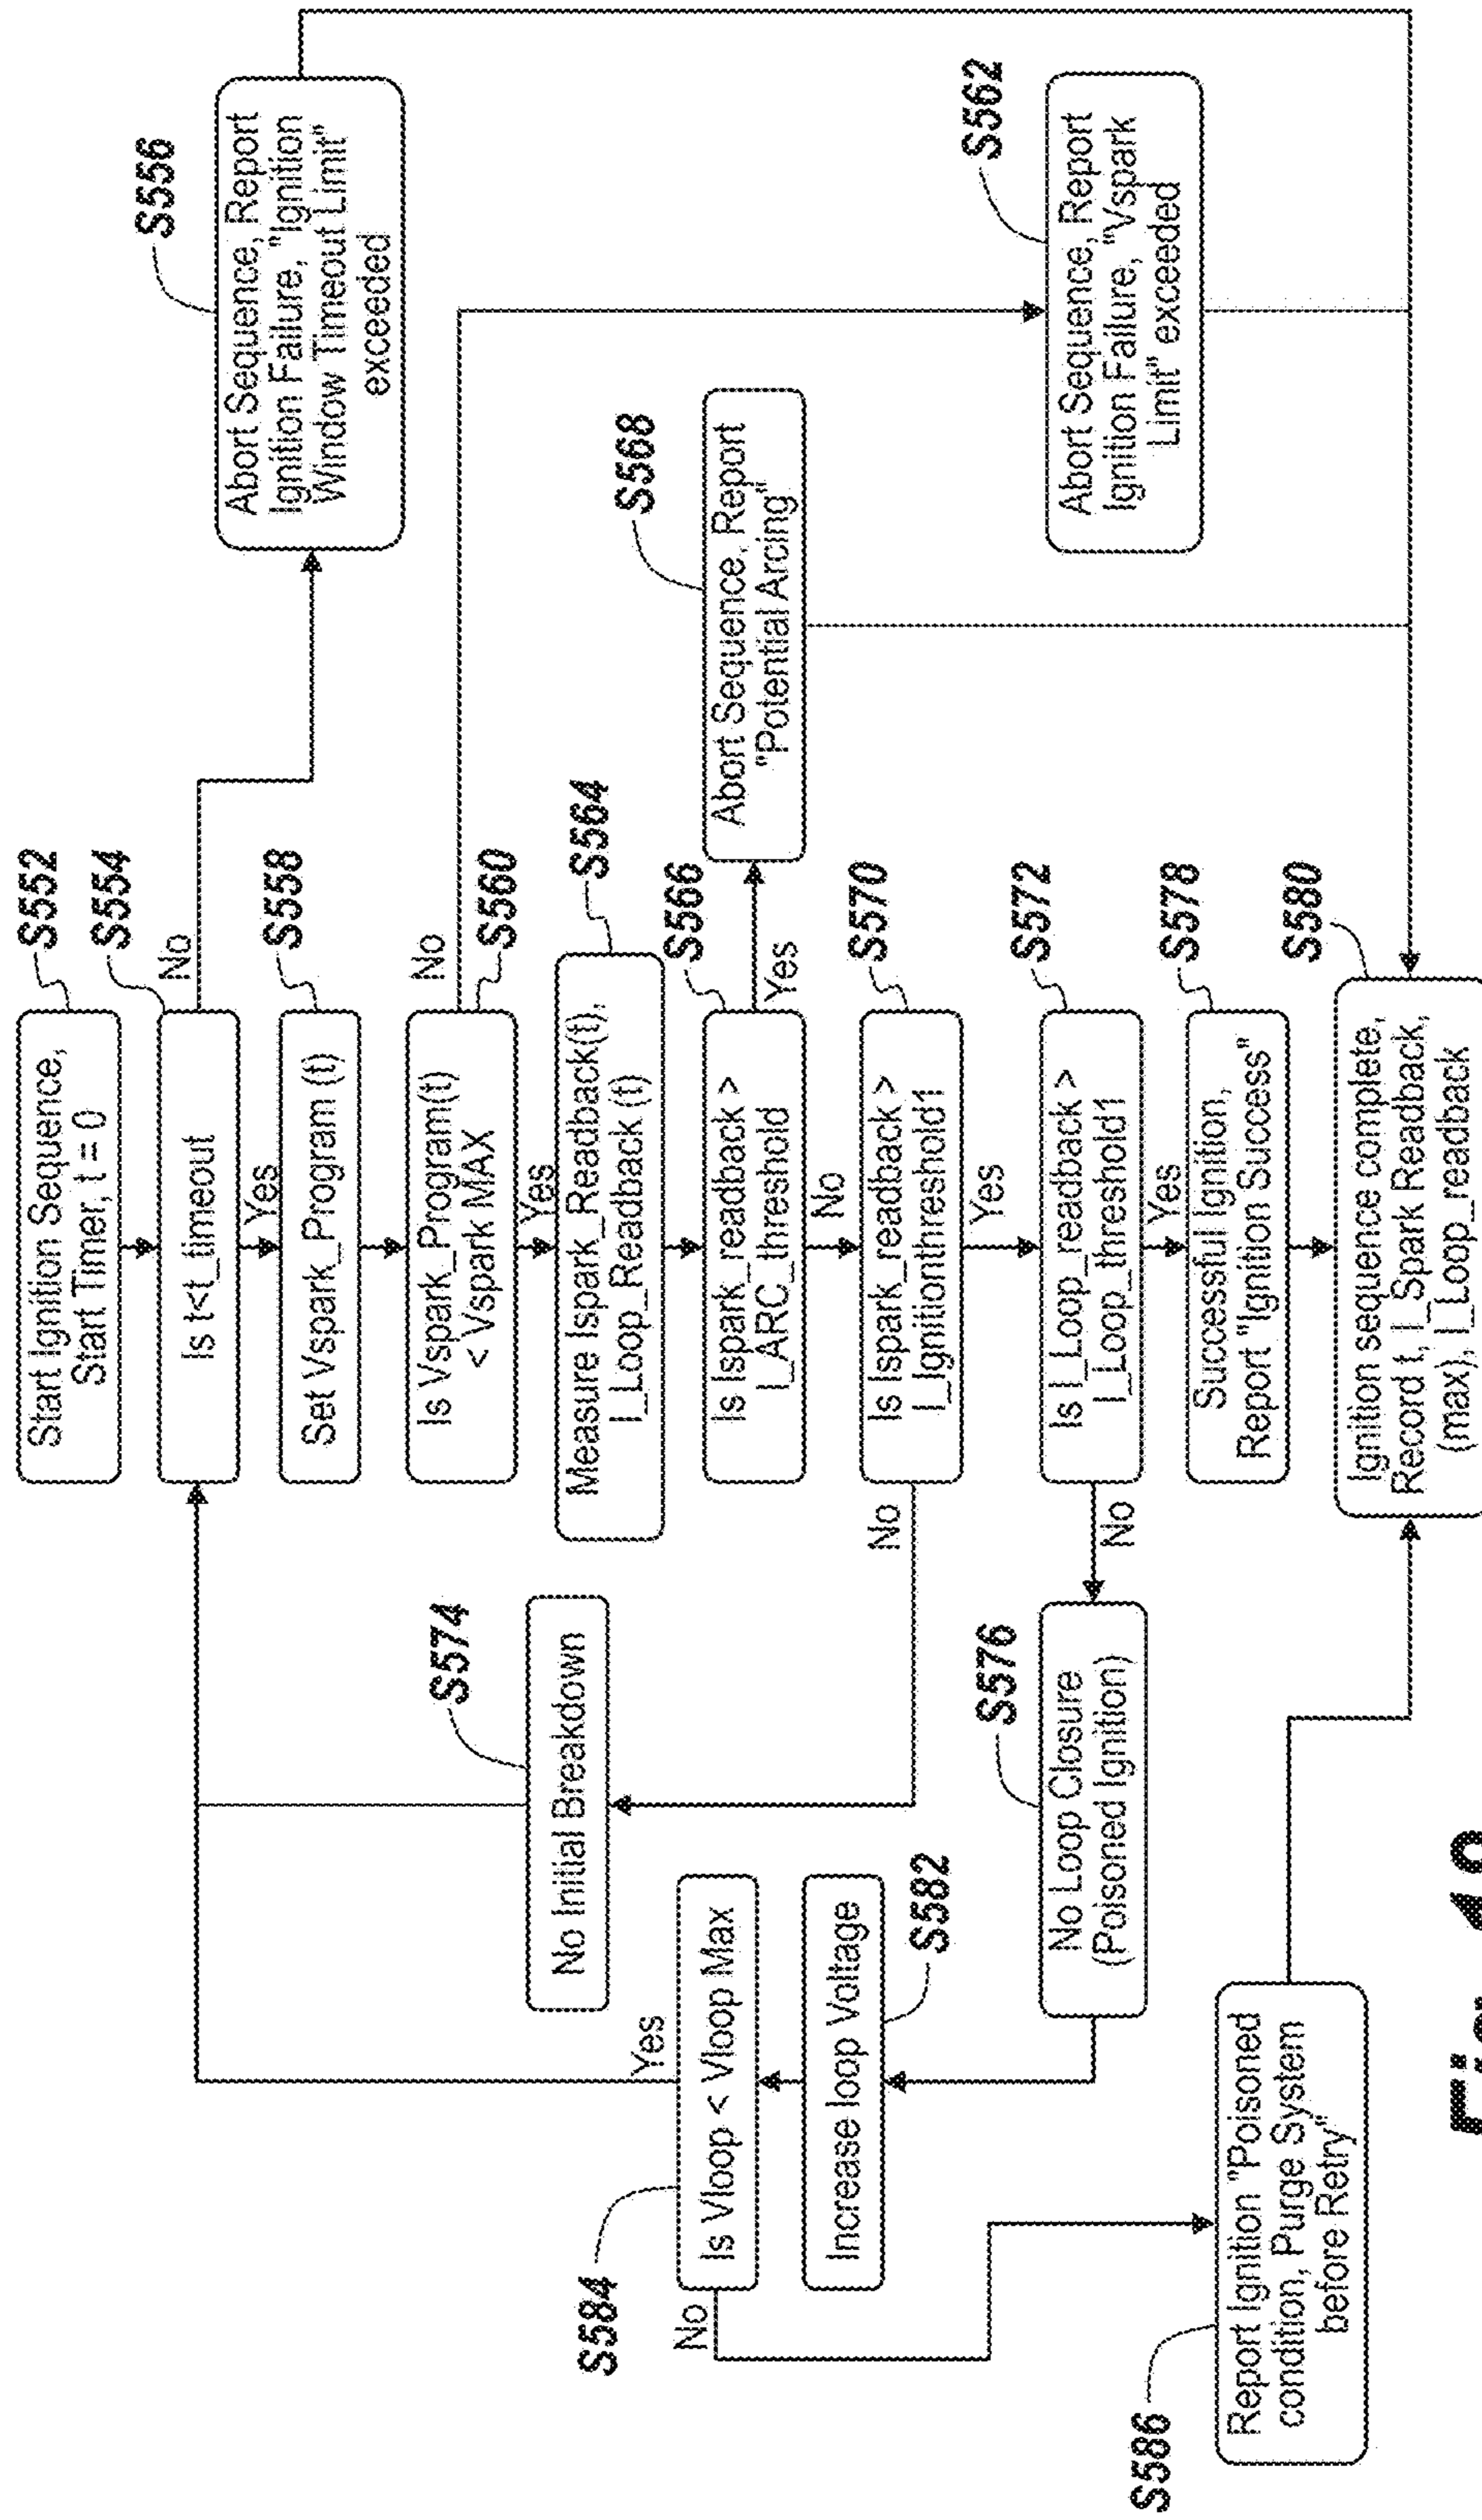 Start Ignition Sequence,
Start Timer, t = 0
S552
Is t<t_timeout
S554
No
Yes
Abort Sequence, Report
Ignition Failure, "Ignition
Window Timeout Limit"
exceeded
S556
Set Vspark_Program (t)
S558
Is Vspark_Program(t)
< Vspark MAX
S560
No
Yes
Abort Sequence, Report
Ignition Failure, "Vspark
Limit" exceeded
S562
Measure Ispark_Readback(t),
I_Loop_Readback (t)
S564
Is Ispark_readback >
I_ARC_threshold
S566
Yes
No
Abort Sequence, Report
"Potential Arcing"
S568
Is Ispark_readback >
I_Ignitionthreshold1
S570
No
Yes
No Initial Breakdown
S574
Is I_Loop_readback >
I_Loop_threshold1
S572
No
Yes
No Loop Closure
(Poisoned Ignition)
S576
Increase loop Voltage
S582
Is Vloop < Vloop Max
S584
Yes
No
Report Ignition "Poisoned
condition, Purge System
before Retry"
S586
Successful Ignition,
Report "Ignition Success"
S578
Ignition sequence complete,
Record t, I_Spark Readback,
(max), I_Loop_readback
S580